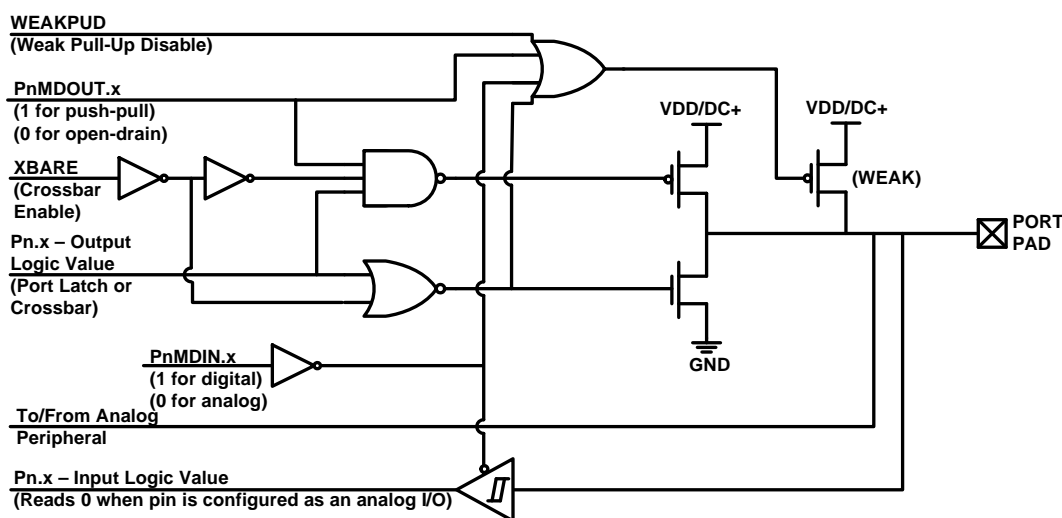 WEAKPUD
(Weak Pull-Up Disable)
PnMDOUT.x
(1 for push-pull)
(0 for open-drain)
XBARE
(Crossbar
Enable)
Pn.x – Output
Logic Value
(Port Latch or
Crossbar)
PnMDIN.x
(1 for digital)
(0 for analog)
To/From Analog
Peripheral
Pn.x – Input Logic Value
(Reads 0 when pin is configured as an analog I/O)
VDD/DC+
VDD/DC+
(WEAK)
PORT
PAD
GND